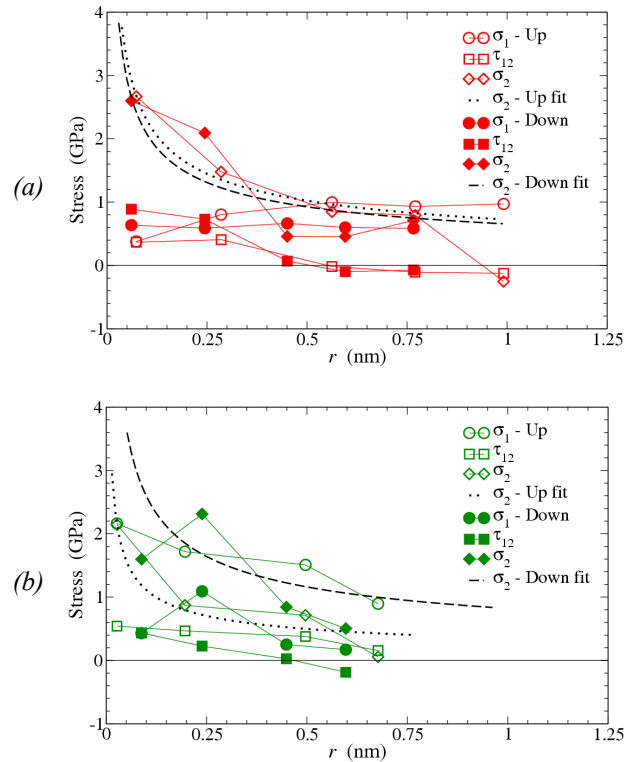 (a)
Stress (GPa)
4
3
2
1
0
-1
0
0.25
0.5
0.75
1
1.25
r (nm)
σ1 - Up
τ12
σ2
σ2 - Up fit
σ1 - Down
τ12
σ2
σ2 - Down fit
(b)
Stress (GPa)
4
3
2
1
0
-1
0
0.25
0.5
0.75
1
1.25
r (nm)
σ1 - Up
τ12
σ2
σ2 - Up fit
σ1 - Down
τ12
σ2
σ2 - Down fit